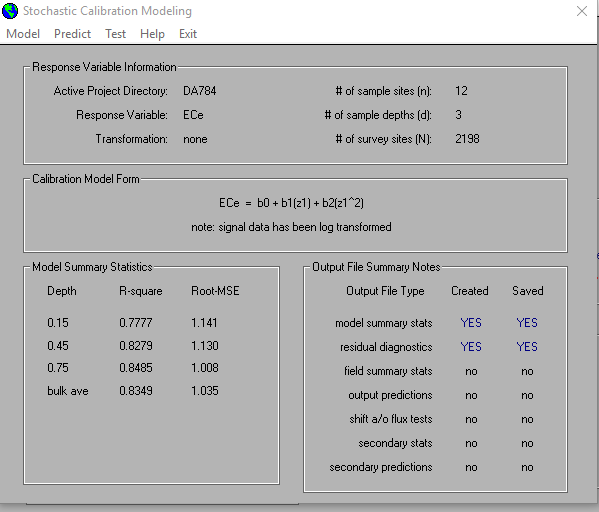 Stochastic Calibration Modeling
Model Predict Test Help Exit
Response Variable Information
Active Project Directory: DA784 # of sample sites (n): 12
Response Variable: ECe # of sample depths (d): 3
Transformation: none # of survey sites (N): 2198
Calibration Model Form
ECe = b0 + b1(z1) + b2(z1^2)
note: signal data has been log transformed
Model Summary Statistics
Depth R-square Root-MSE
0.15 0.7777 1.141
0.45 0.8279 1.130
0.75 0.8485 1.008
bulk ave 0.8349 1.035
Output File Summary Notes
Output File Type Created Saved
model summary stats YES YES
residual diagnostics YES YES
field summary stats no no
output predictions no no
shift a/o flux tests no no
secondary stats no no
secondary predictions no no